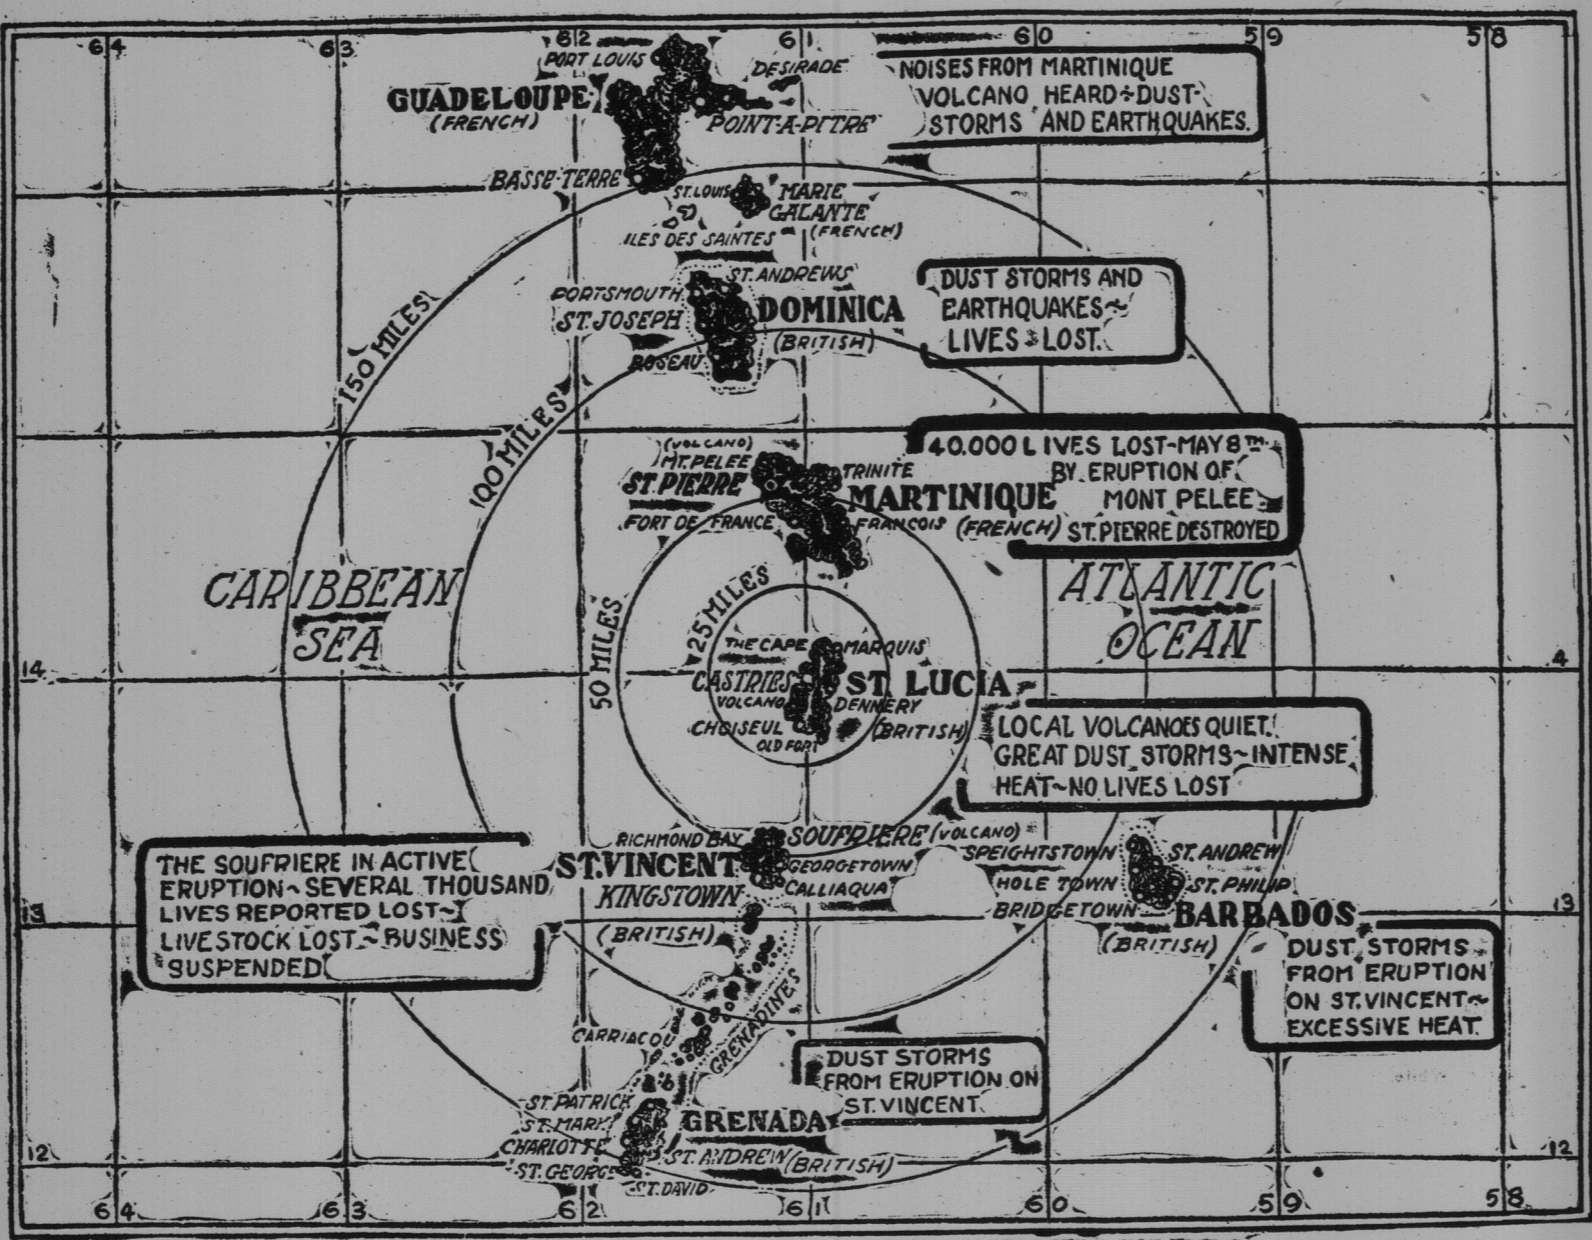 64 63 62 61 60 59 58
PORT LOUIS
DESIRADE
GUADELOUPE
(FRENCH)
POINT-A-PITRE
NOISES FROM MARTINIQUE
VOLCANO HEARD÷DUST-
STORMS AND EARTHQUAKES.
BASSE-TERRE
ST. LOUIS
MARIE
GALANTE
(FRENCH)
ILES DES SAINTES
ST. ANDREWS
PORTSMOUTH
ST. JOSEPH
DOMINICA
(BRITISH)
ROSEAU
DUST STORMS AND
EARTHQUAKES~
LIVES LOST.
150 MILES
100 MILES
(VOLCANO)
MT. PELEE
ST. PIERRE
TRINITE
MARTINIQUE
FORT DE FRANCE
FRANCOIS
(FRENCH)
40.000 LIVES LOST-MAY 8TH
BY ERUPTION OF
MONT PELEE
ST. PIERRE DESTROYED
CARIBBEAN
SEA
ATLANTIC
OCEAN
50 MILES
25 MILES
14
THE CAPE
MARQUIS
CASTRIES
ST. LUCIA
VOLCANO
DENNERY
CHOISEUL
(BRITISH)
OLD FORT
4
LOCAL VOLCANOES QUIET.
GREAT DUST STORMS~INTENSE
HEAT~NO LIVES LOST
THE SOUFRIERE IN ACTIVE
ERUPTION~SEVERAL THOUSAND
LIVES REPORTED LOST~
LIVESTOCK LOST~BUSINESS
SUSPENDED
RICHMOND BAY
SOUFRIERE (VOLCANO)
ST. VINCENT
GEORGETOWN
KINGSTOWN
CALLIAQUA
(BRITISH)
SPEIGHTSTOWN
ST. ANDREW
HOLE TOWN
ST. PHILIP
BRIDGETOWN
BARBADOS
(BRITISH)
13
13
DUST STORMS
FROM ERUPTION
ON ST. VINCENT~
EXCESSIVE HEAT.
CARRIACOU
GRENADINES
DUST STORMS
FROM ERUPTION ON
ST. VINCENT
ST. PATRICK
ST. MARK
CHARLOTTE
ST. GEORGE
GRENADA
ST. ANDREW
(BRITISH)
ST. DAVID
12
12
64 63 62 61 60 59 58